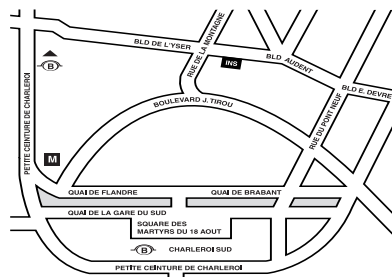 BLD DE L'YSER
RUE DE LA MONTAGNE
INS
BLD AUDENT
BLD E. DEVRE
B
PETITE CEINTURE DE CHARLEROI
BOULEVARD J. TIROU
RUE DU PONT NEUF
M
QUAI DE FLANDRE
QUAI DE BRABANT
QUAI DE LA GARE DU SUD
SQUARE DES
MARTYRS DU 18 AOUT
B
CHARLEROI SUD
PETITE CEINTURE DE CHARLEROI